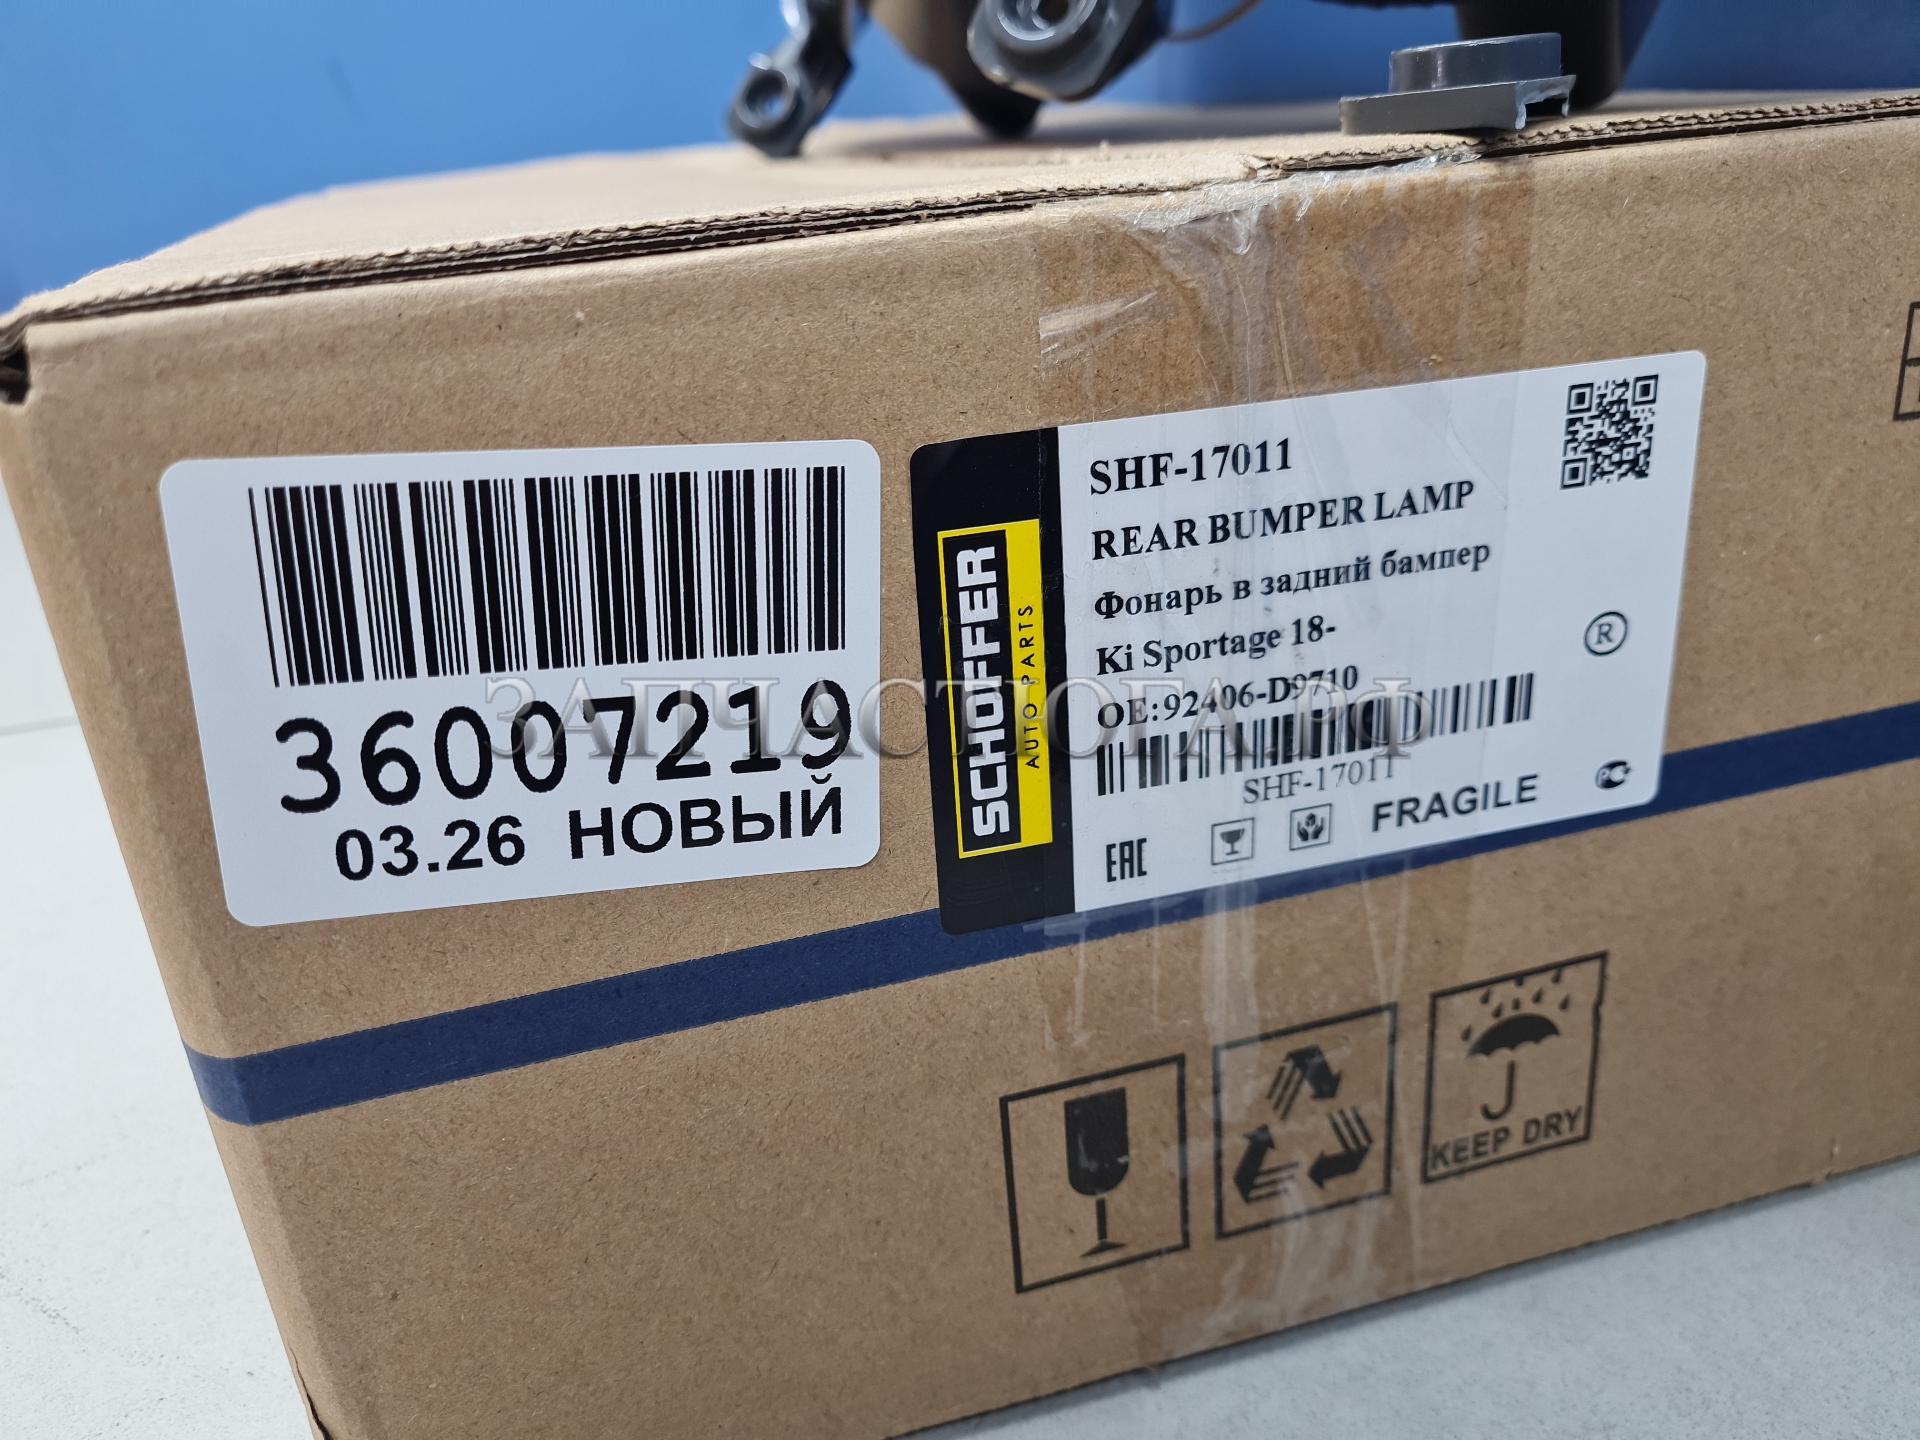 36007219
03.26 НОВЫЙ
SCHOFFER
AUTO PARTS
SHF-17011
REAR BUMPER LAMP
Фонарь в задний бампер
Ki Sportage 18-
OE:92406-D9710
SHF-17011
EAC
FRAGILE
®
РС
ЗАПЧАСТЮГА.РФ
KEEP DRY